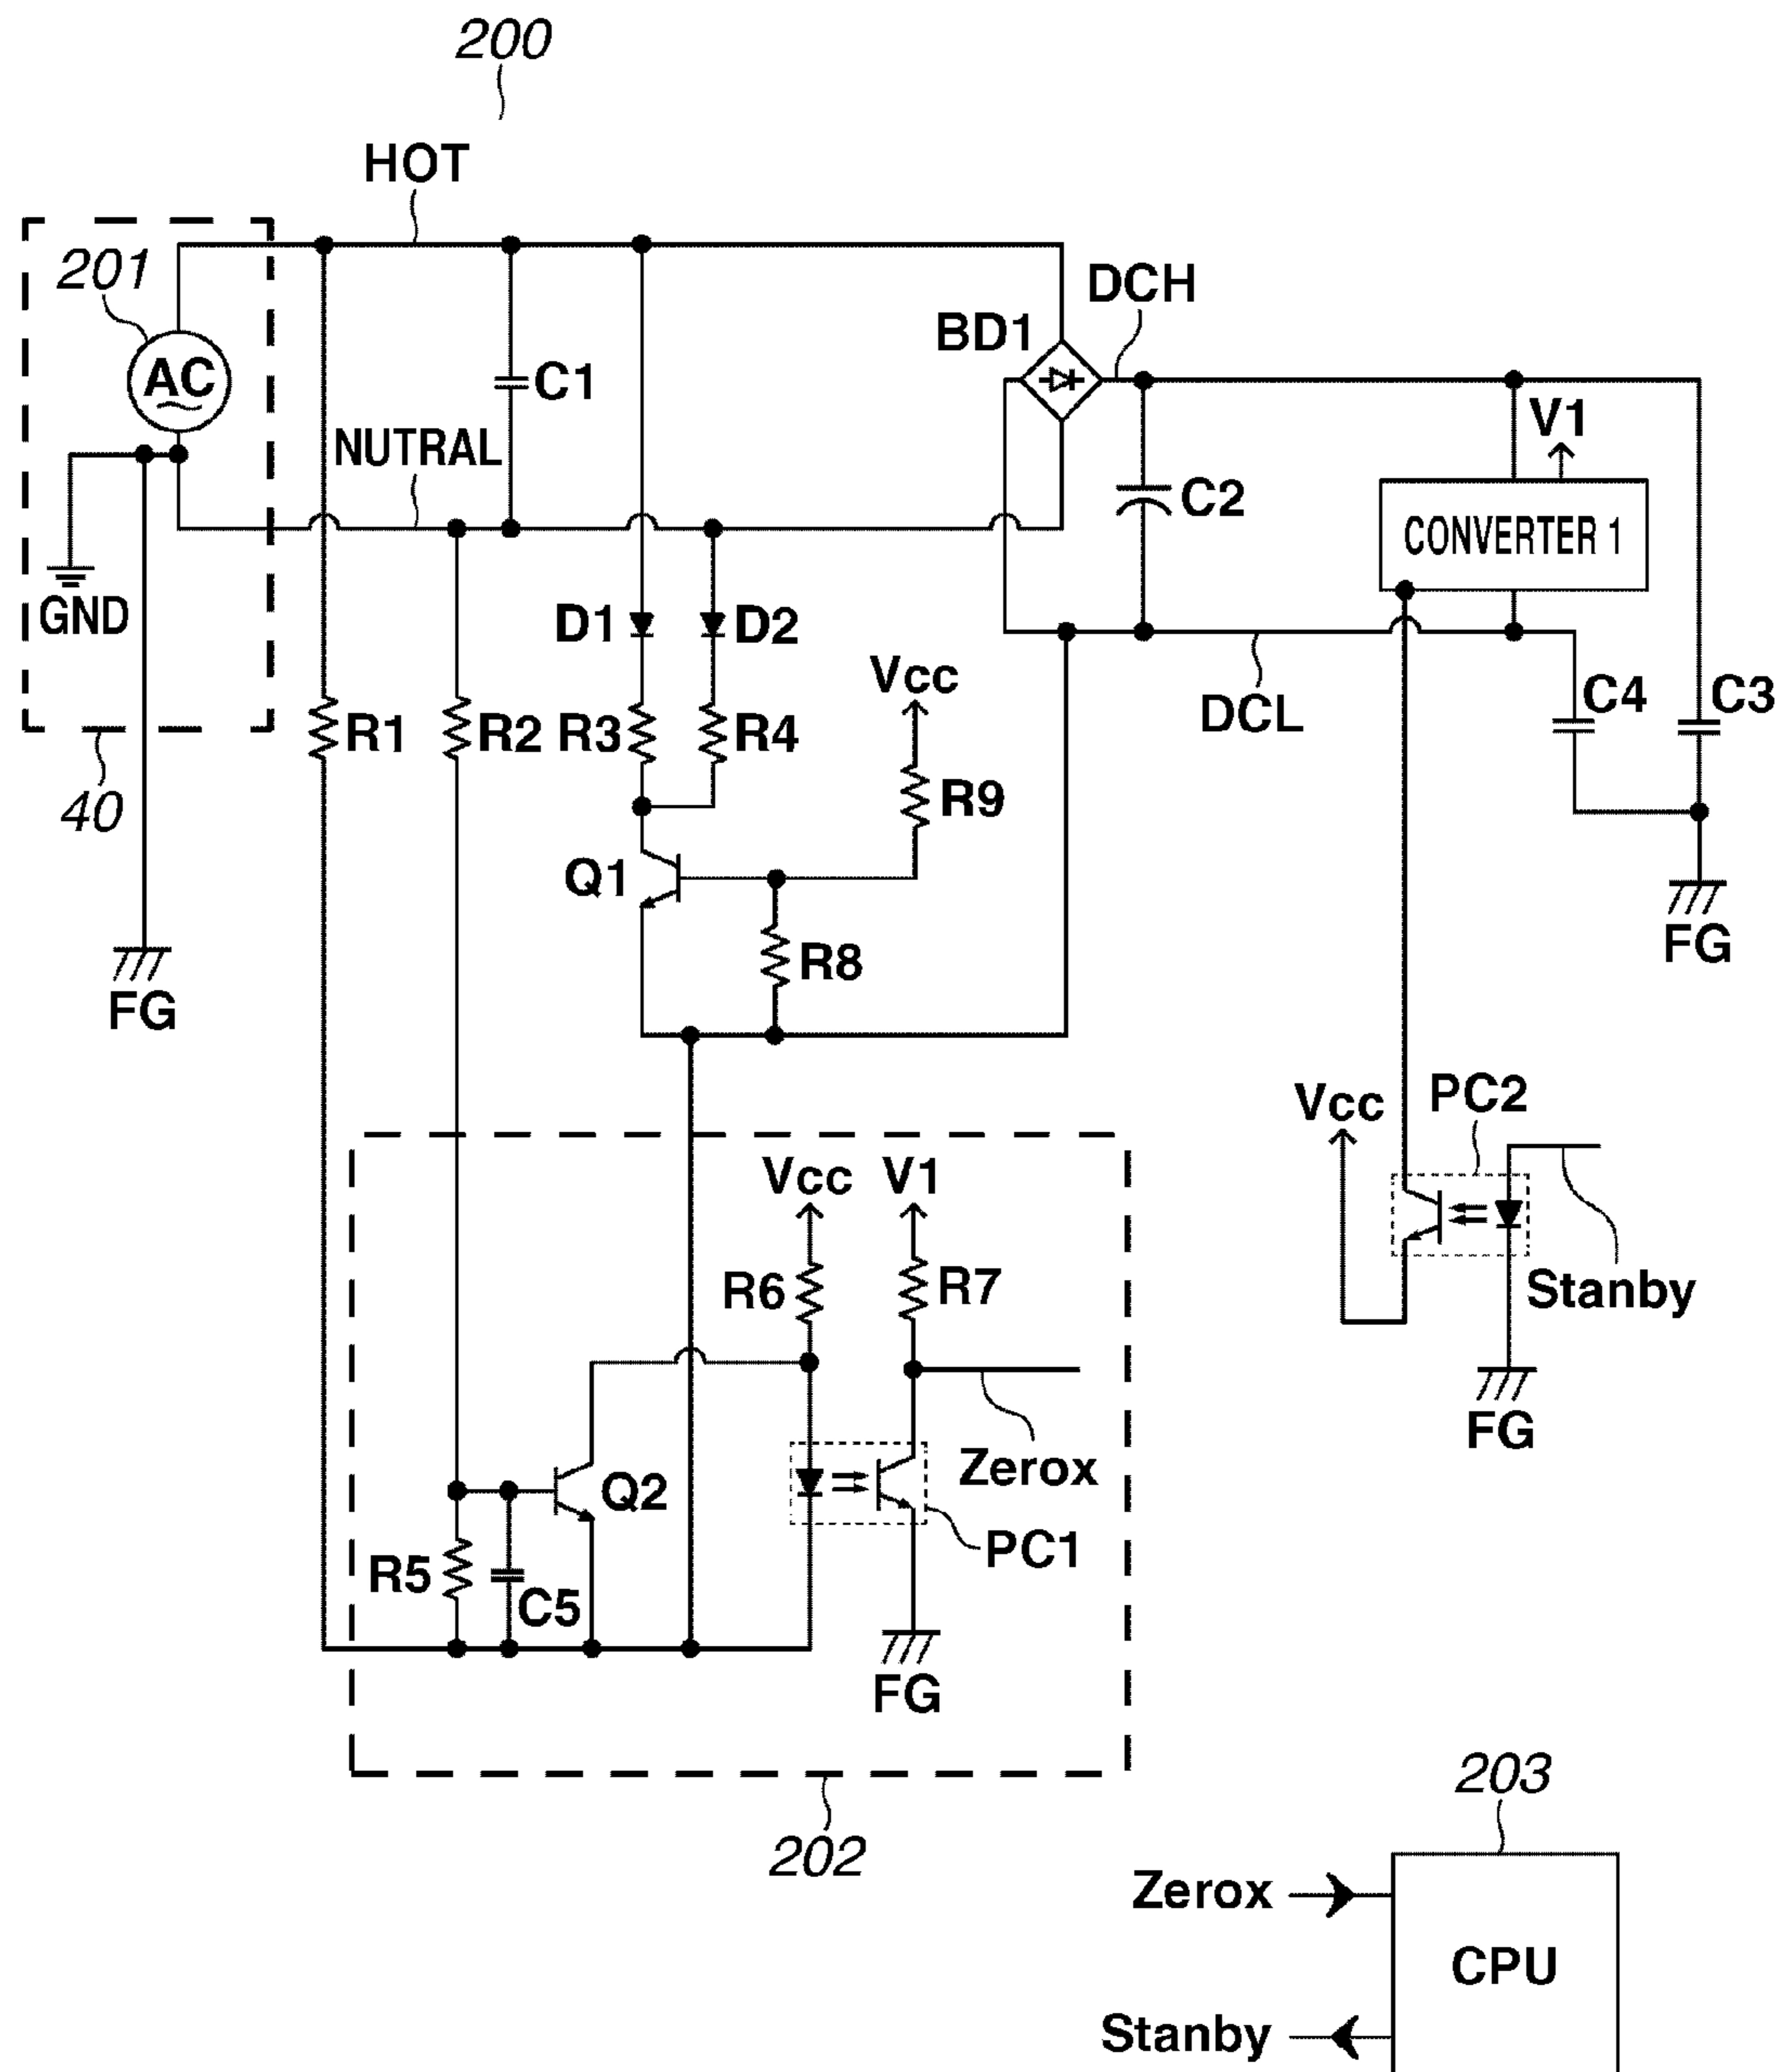 200
HOT
201
AC
DCH
BD1
C1
V1
NUTRAL
C2
CONVERTER 1
GND
D1
D2
Vcc
C4
C3
DCL
R1
R2
R3
R4
R9
40
Q1
FG
R8
FG
Vcc
PC2
Vcc
V1
R6
R7
Stanby
FG
Zerox
Q2
PC1
R5
C5
FG
202
203
Zerox
CPU
Stanby